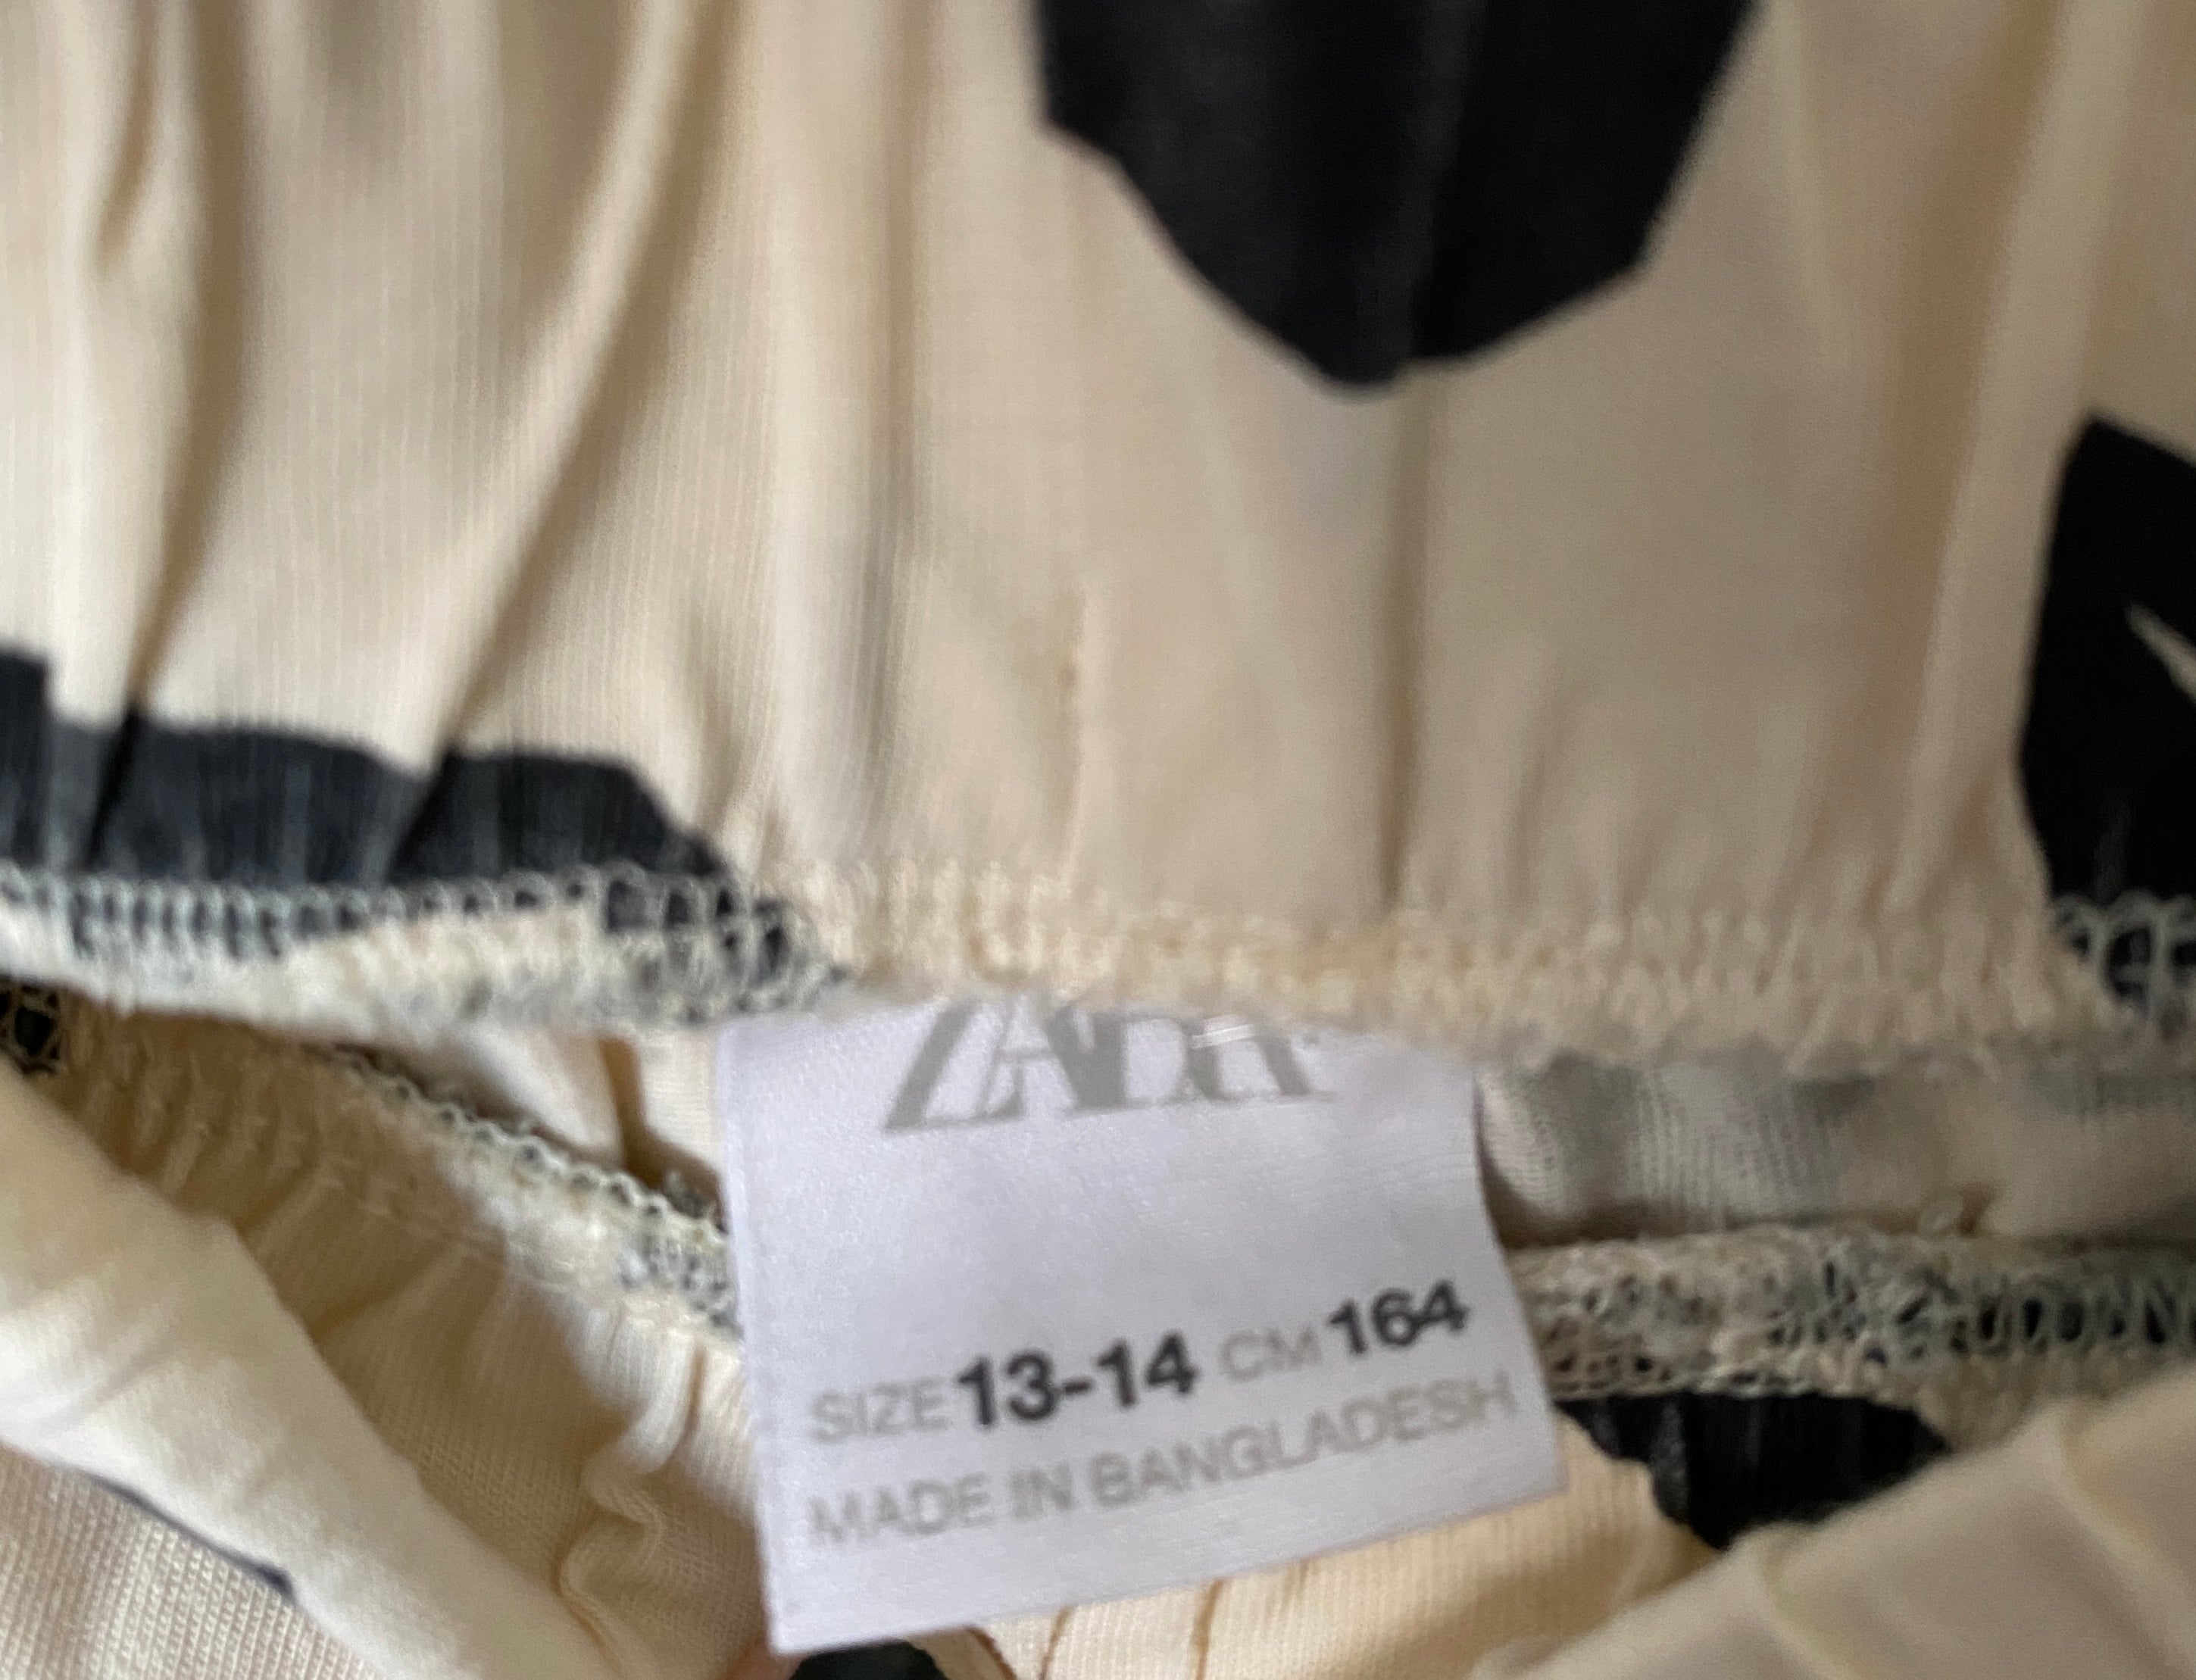 ZARA
SIZE 13-14 CM 164
MADE IN BANGLADESH